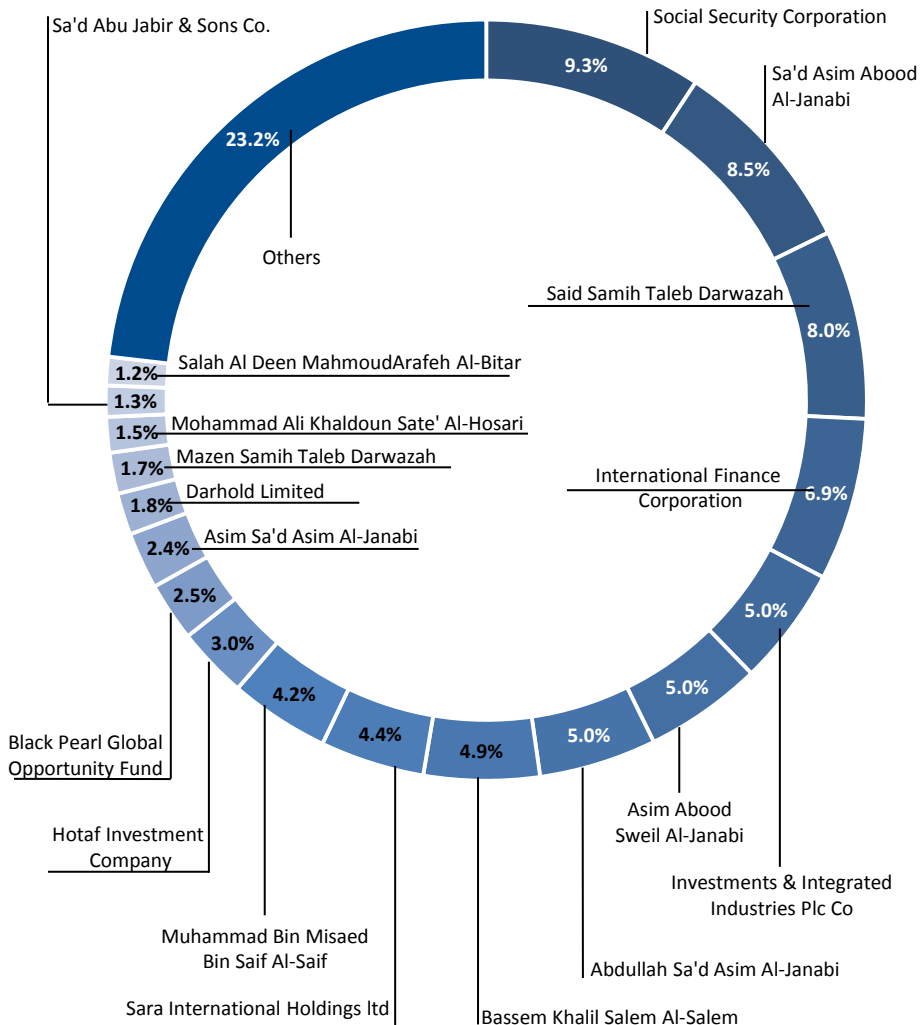 Sa'd Abu Jabir & Sons Co.
Social Security Corporation
9.3%
Sa'd Asim Abood
Al-Janabi
8.5%
23.2%
Others
Said Samih Taleb Darwazah
8.0%
Salah Al Deen MahmoudArafeh Al-Bitar
1.2%
1.3%
Mohammad Ali Khaldoun Sate' Al-Hosari
1.5%
Mazen Samih Taleb Darwazah
1.7%
Darhold Limited
1.8%
International Finance
Corporation
6.9%
Asim Sa'd Asim Al-Janabi
2.4%
2.5%
3.0%
4.2%
4.4%
4.9%
5.0%
5.0%
5.0%
Black Pearl Global
Opportunity Fund
Hotaf Investment
Company
Asim Abood
Sweil Al-Janabi
Investments & Integrated
Industries Plc Co
Muhammad Bin Misaed
Bin Saif Al-Saif
Abdullah Sa'd Asim Al-Janabi
Sara International Holdings ltd
Bassem Khalil Salem Al-Salem